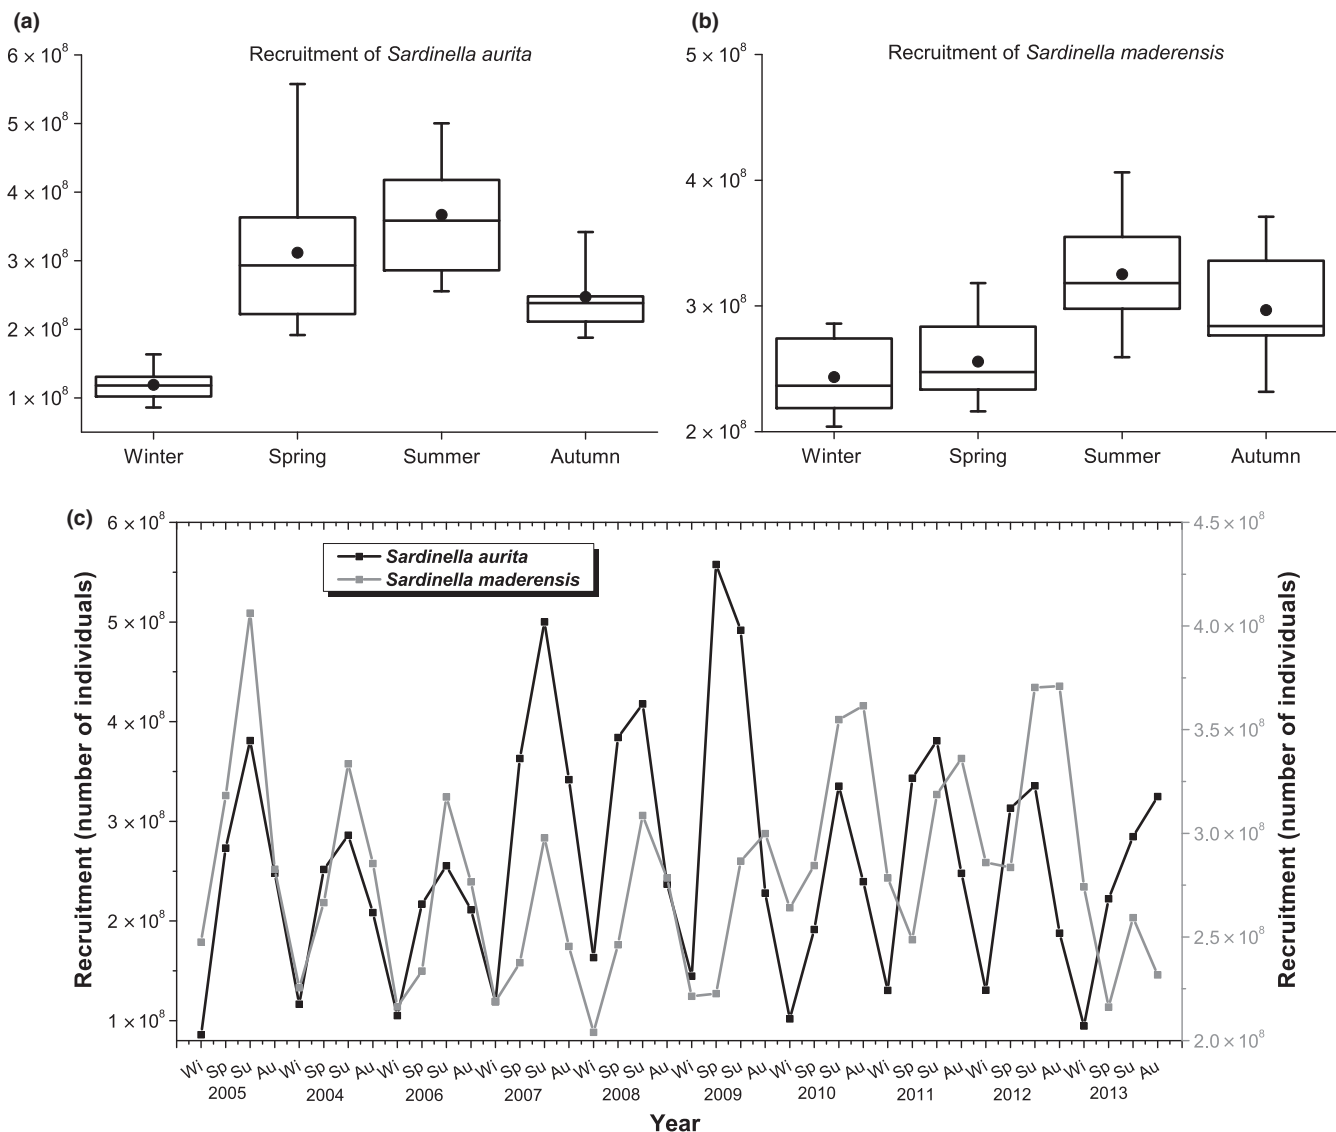 (a)
Recruitment of Sardinella aurita
6 × 10⁸
5 × 10⁸
4 × 10⁸
3 × 10⁸
2 × 10⁸
1 × 10⁸
Winter Spring Summer Autumn
(b)
Recruitment of Sardinella maderensis
5 × 10⁸
4 × 10⁸
3 × 10⁸
2 × 10⁸
Winter Spring Summer Autumn
(c)
Recruitment (number of individuals)
6 × 10⁸
5 × 10⁸
4 × 10⁸
3 × 10⁸
2 × 10⁸
1 × 10⁸
Sardinella aurita
Sardinella maderensis
4.5 × 10⁸
4.0 × 10⁸
3.5 × 10⁸
3.0 × 10⁸
2.5 × 10⁸
2.0 × 10⁸
Recruitment (number of individuals)
Wi Sp Su Au Wi Sp Su Au Wi Sp Su Au Wi Sp Su Au Wi Sp Su Au Wi Sp Su Au Wi Sp Su Au Wi Sp Su Au Wi Sp Su Au Wi Sp Su Au
2005 2004 2006 2007 2008 2009 2010 2011 2012 2013
Year